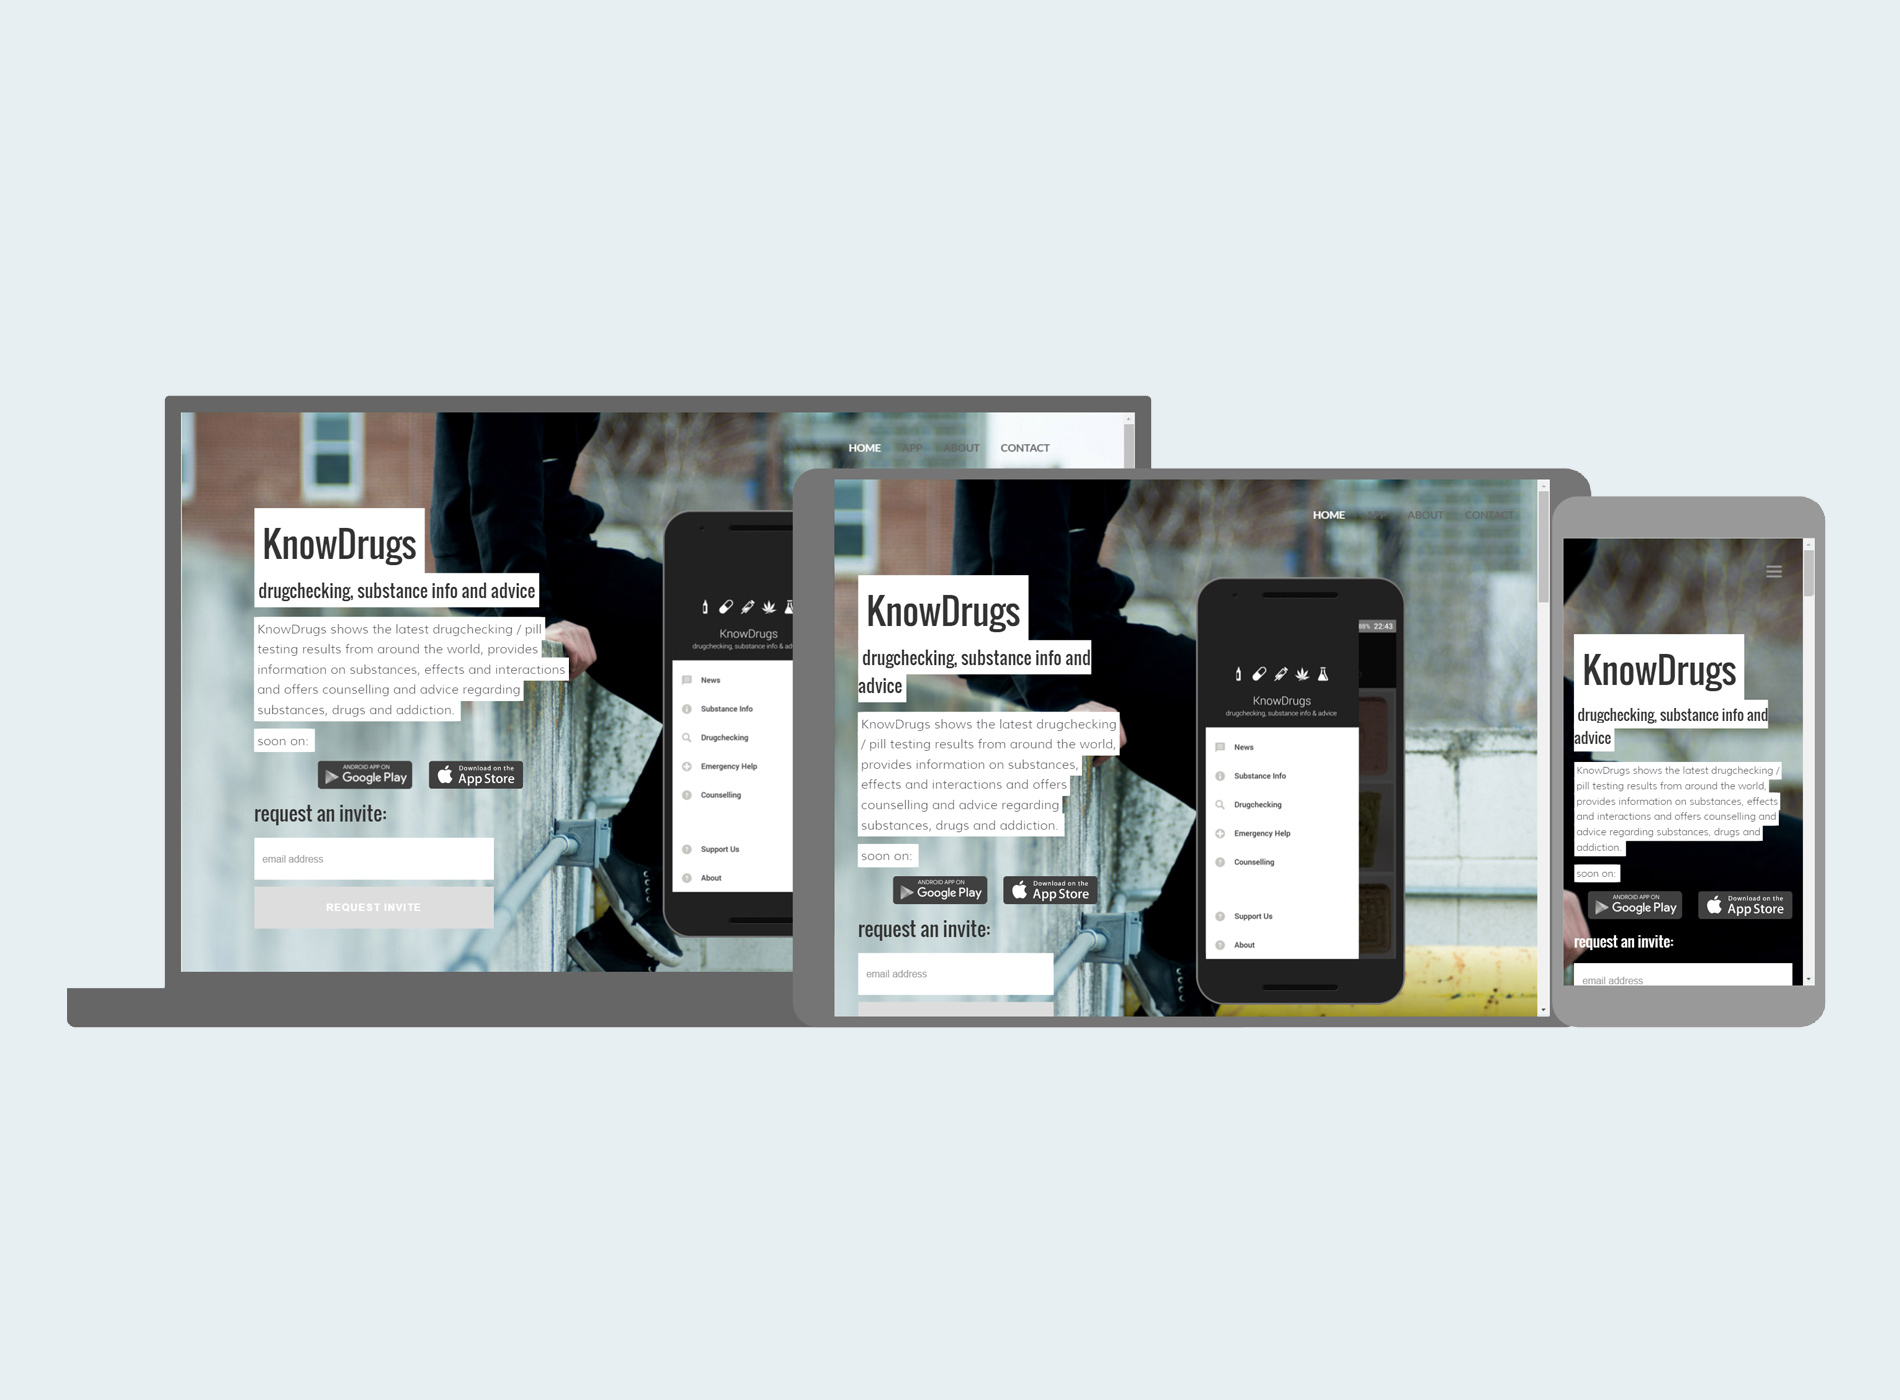 HOME APP ABOUT CONTACT
KnowDrugs
drugchecking, substance info and advice
KnowDrugs shows the latest drugchecking / pill
testing results from around the world, provides
information on substances, effects and interactions
and offers counselling and advice regarding
substances, drugs and addiction.
soon on:
ANDROID APP ON
Google Play
Download on the
App Store
request an invite:
email address
REQUEST INVITE
KnowDrugs
drugchecking, substance info & adv
News
Substance Info
Drugchecking
Emergency Help
Counselling
Support Us
About
HOME APP ABOUT CONTACT
KnowDrugs
drugchecking, substance info and
advice
KnowDrugs shows the latest drugchecking
/ pill testing results from around the world,
provides information on substances,
effects and interactions and offers
counselling and advice regarding
substances, drugs and addiction.
soon on:
ANDROID APP ON
Google Play
Download on the
App Store
request an invite:
email address
88% 22:43
KnowDrugs
drugchecking, substance info & advice
News
Substance Info
Drugchecking
Emergency Help
Counselling
Support Us
About
KnowDrugs
drugchecking, substance info and
advice
KnowDrugs shows the latest drugchecking /
pill testing results from around the world,
provides information on substances, effects
and interactions and offers counselling and
advice regarding substances, drugs and
addiction.
soon on:
ANDROID APP ON
Google Play
Download on the
App Store
request an invite:
email address